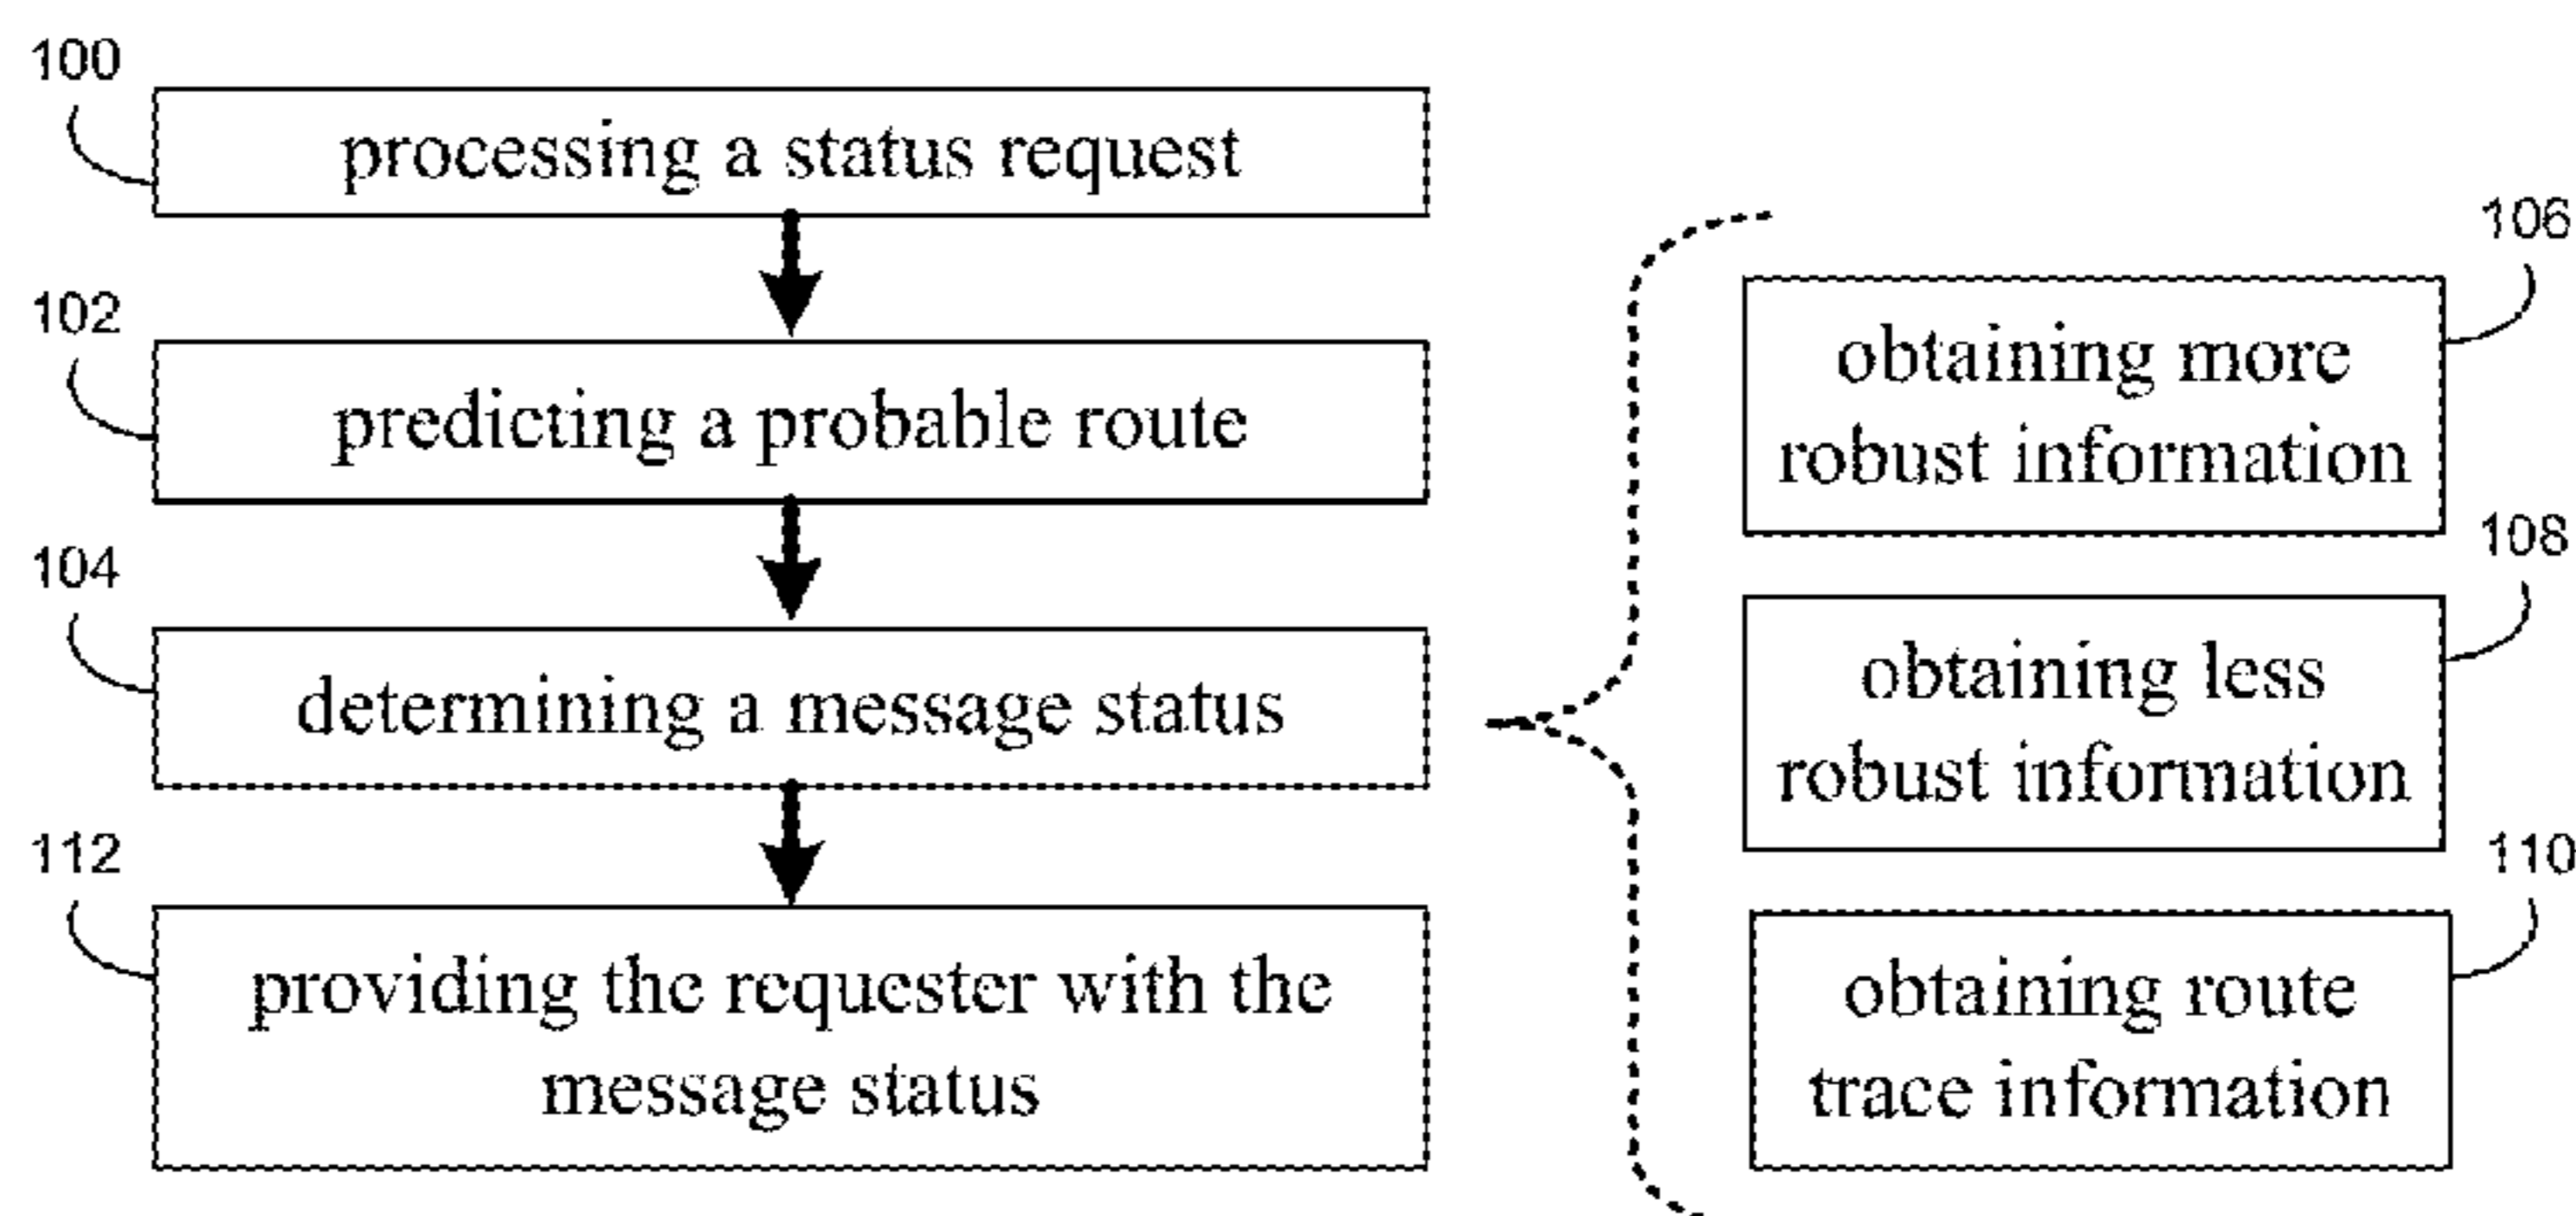 100
processing a status request
102
predicting a probable route
104
determining a message status
112
providing the requester with the
message status
106
obtaining more
robust information
108
obtaining less
robust information
110
obtaining route
trace information